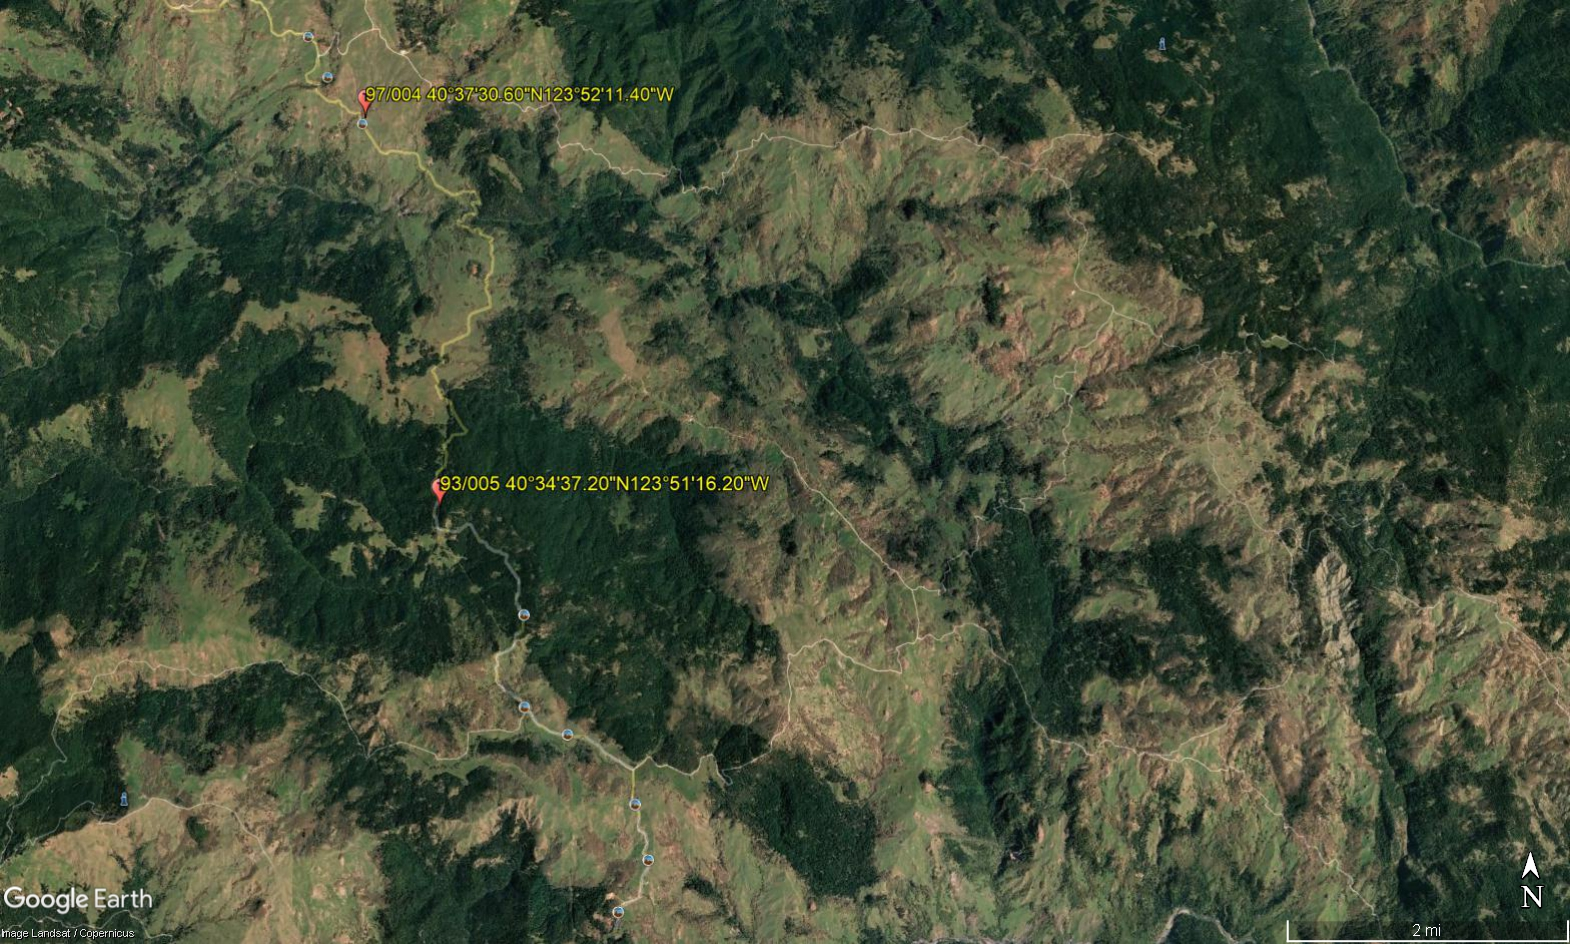 97/004 40°37'30.60"N123°52'11.40"W
93/005 40°34'37.20"N123°51'16.20"W
Google Earth
N
mage Landsat / Copernicus
2 mi